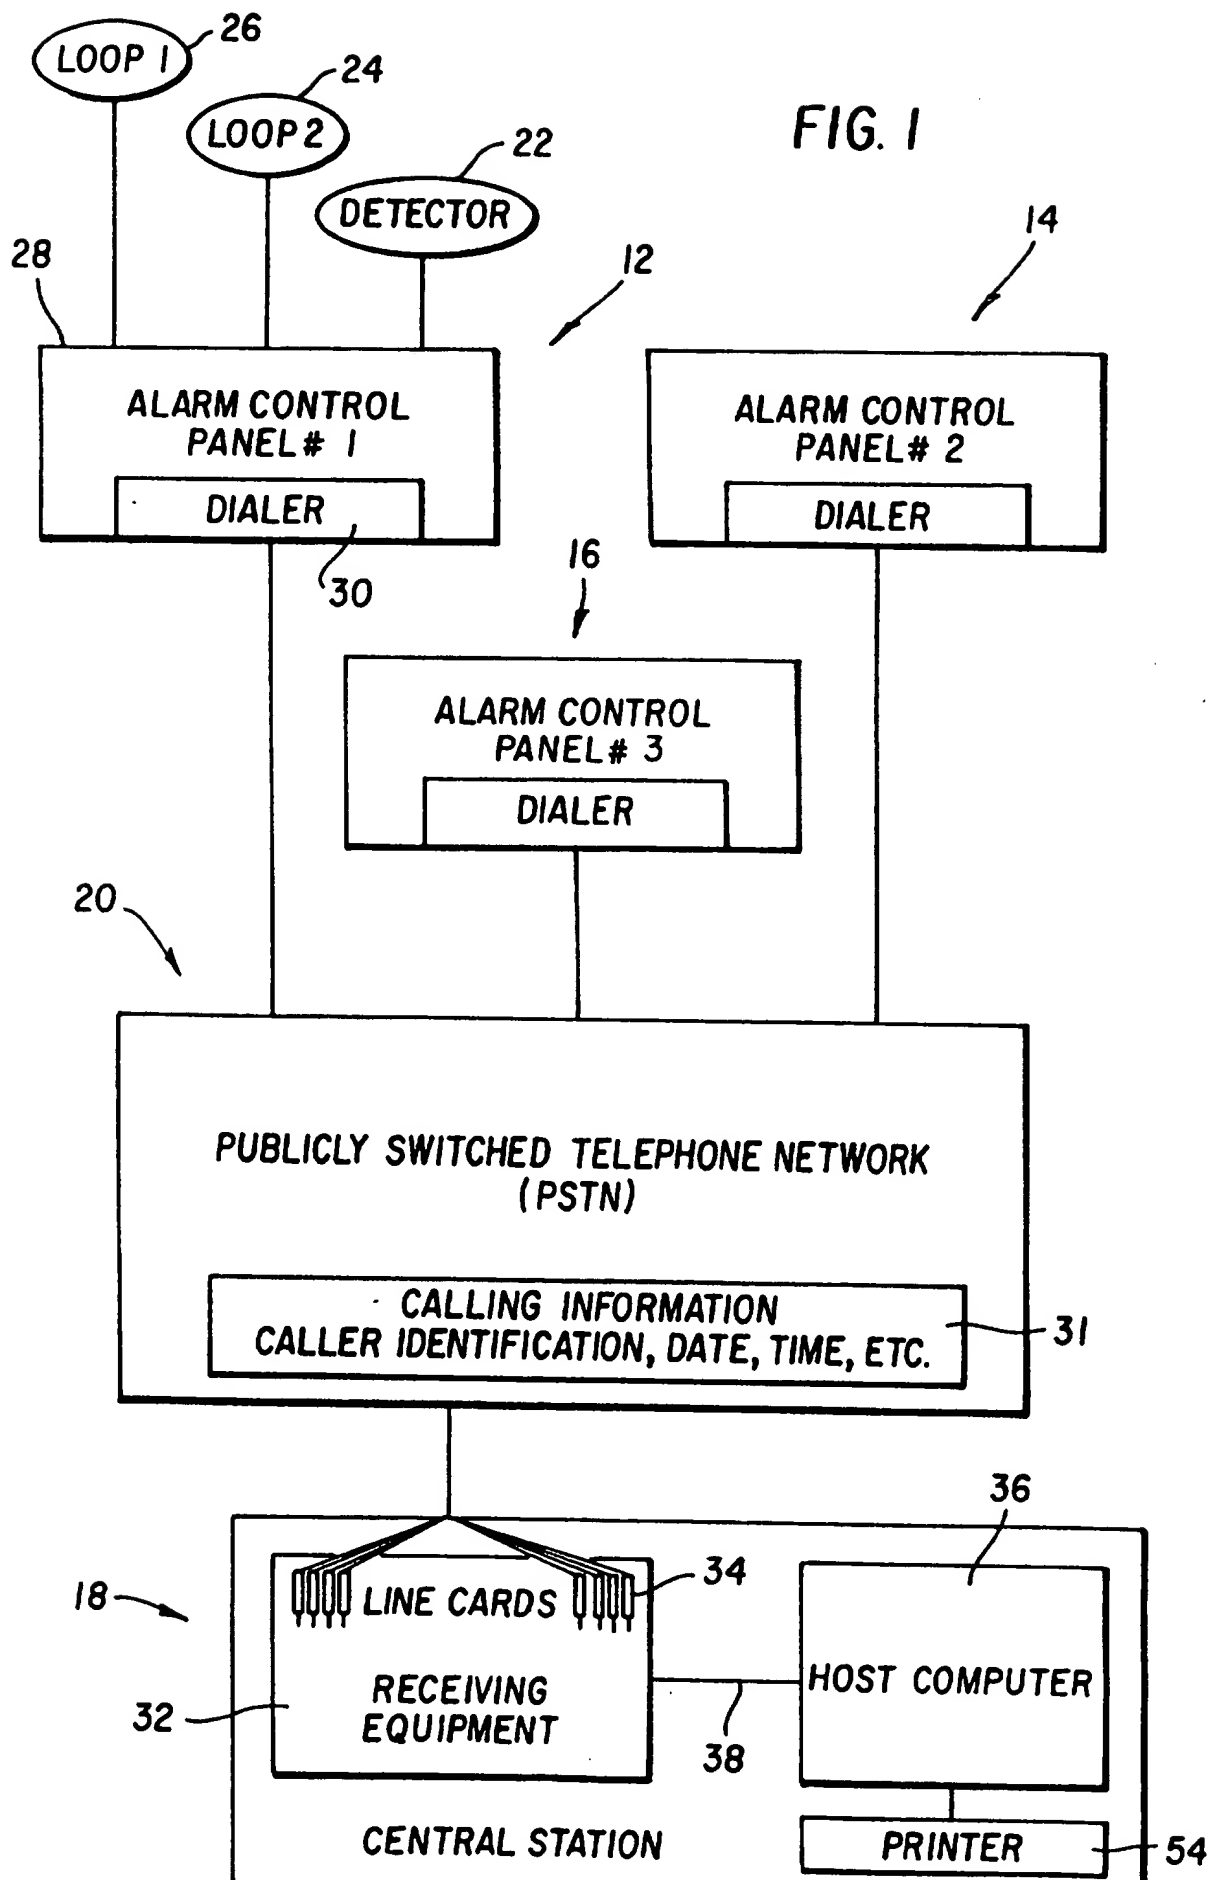 LOOP 1
26
LOOP 2
24
DETECTOR
22
FIG. 1
28
12
14
ALARM CONTROL
PANEL# 1
DIALER
30
ALARM CONTROL
PANEL# 2
DIALER
16
ALARM CONTROL
PANEL# 3
DIALER
20
PUBLICLY SWITCHED TELEPHONE NETWORK
(PSTN)
CALLING INFORMATION
CALLER IDENTIFICATION, DATE, TIME, ETC.
31
18
LINE CARDS
34
36
RECEIVING
EQUIPMENT
32
38
HOST COMPUTER
CENTRAL STATION
PRINTER
54